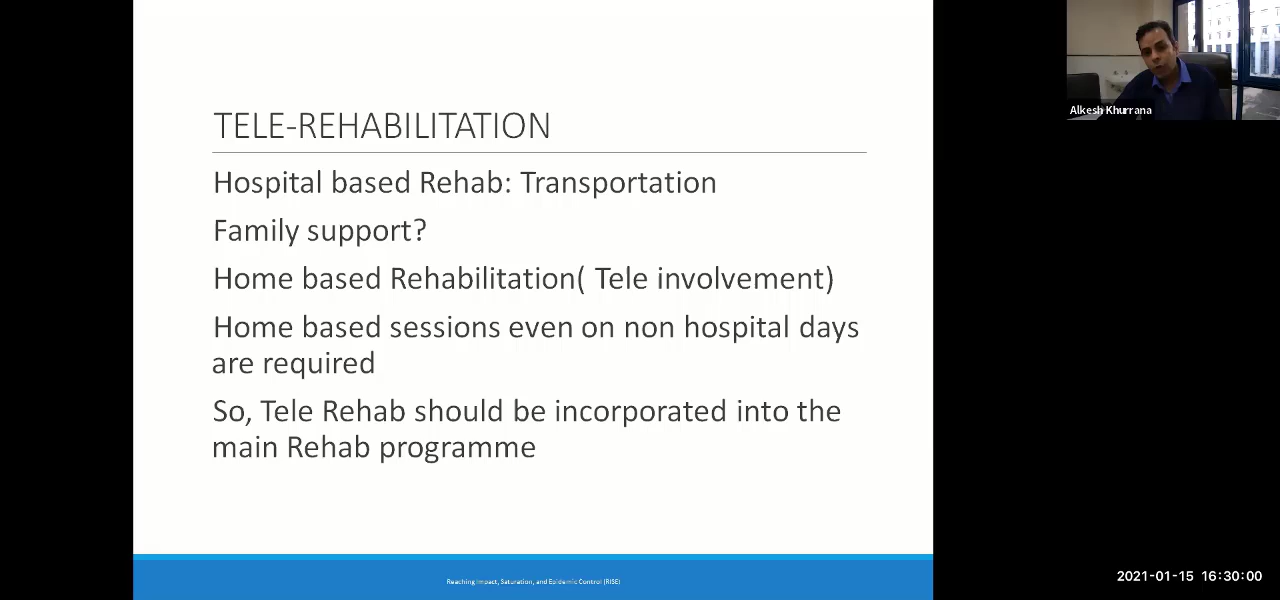 TELE-REHABILITATION
Hospital based Rehab: Transportation
Family support?
Home based Rehabilitation( Tele involvement)
Home based sessions even on non hospital days
are required
So, Tele Rehab should be incorporated into the
main Rehab programme
Reaching Impact, Saturation, and Epidemic Control (RISE)
Alkesh Khurrana
2021-01-15 16:30:00